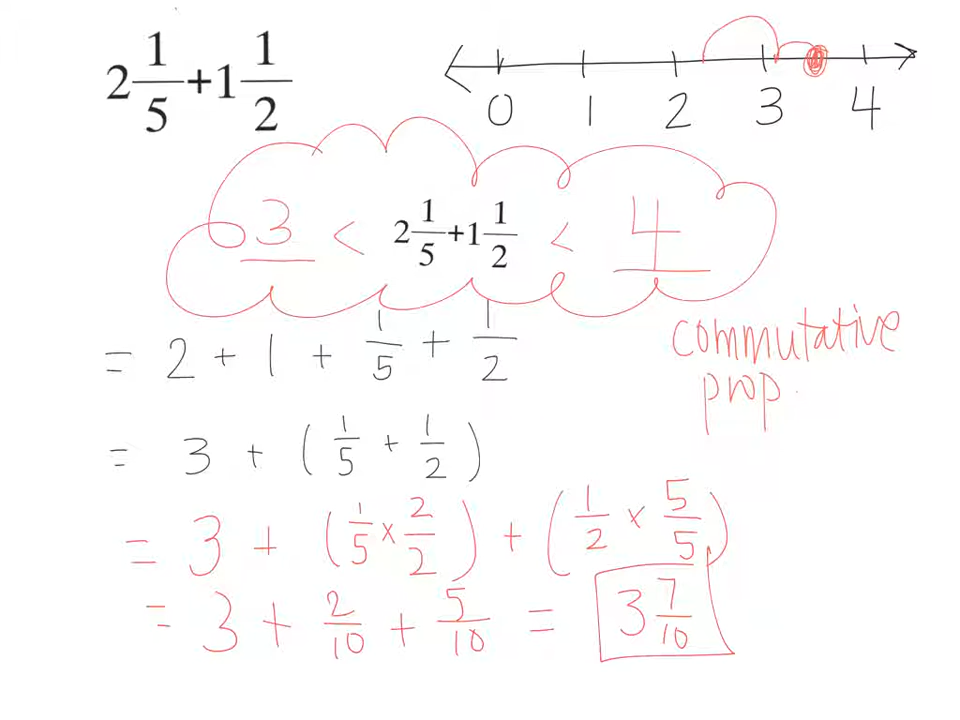 2 1/5 + 1 1/2
0 1 2 3 4
3 < 2 1/5 + 1 1/2 < 4
= 2 + 1 + 1/5 + 1/2
commutative
prop.
= 3 + (1/5 + 1/2)
= 3 + (1/5 × 2/2) + (1/2 × 5/5)
= 3 + 2/10 + 5/10 = 3 7/10